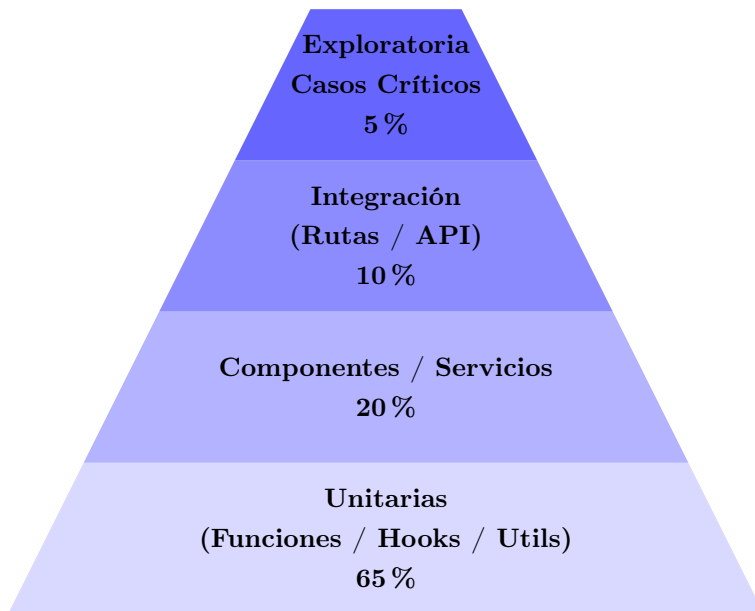 Exploratoria
Casos Críticos
5 %
Integración
(Rutas / API)
10 %
Componentes / Servicios
20 %
Unitarias
(Funciones / Hooks / Utils)
65 %